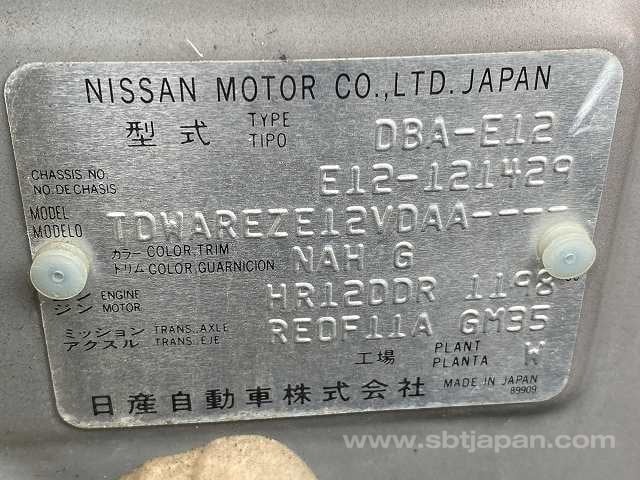 NISSAN MOTOR CO.,LTD. JAPAN
型式 TYPE TIPO DBA-E12
CHASSIS NO. NO. DE CHASIS E12-121429
MODEL MODELO TDWAREZE12VDAA----
カラー COLOR, TRIM
トリム COLOR, GUARNICION NAH G
ENGINE
ジン MOTOR HR12DDR 1198
ミッション TRANS. AXLE
アクスル TRANS. EJE RE0F11A GM35
工場 PLANT PLANTA W
日産自動車株式会社 MADE IN JAPAN
89909
www.sbtjapan.com